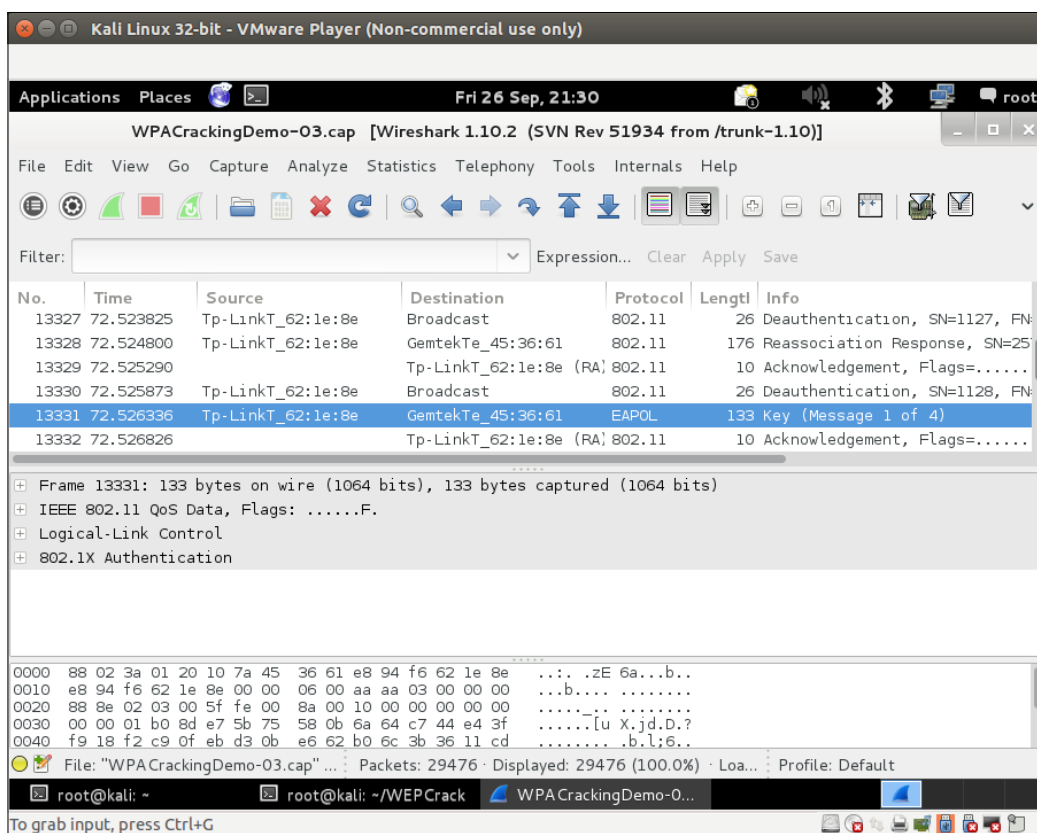 Kali Linux 32-bit - VMware Player (Non-commercial use only)
Applications Places Fri 26 Sep, 21:30 root
WPACrackingDemo-03.cap [Wireshark 1.10.2 (SVN Rev 51934 from /trunk-1.10)]
File Edit View Go Capture Analyze Statistics Telephony Tools Internals Help
Filter: Expression... Clear Apply Save
No. Time Source Destination Protocol Lengtl Info
13327 72.523825 Tp-LinkT_62:1e:8e Broadcast 802.11 26 Deauthentication, SN=1127, FN=
13328 72.524800 Tp-LinkT_62:1e:8e GemtekTe_45:36:61 802.11 176 Reassociation Response, SN=25
13329 72.525290 Tp-LinkT_62:1e:8e (RA) 802.11 10 Acknowledgement, Flags=......
13330 72.525873 Tp-LinkT_62:1e:8e Broadcast 802.11 26 Deauthentication, SN=1128, FN=
13331 72.526336 Tp-LinkT_62:1e:8e GemtekTe_45:36:61 EAPOL 133 Key (Message 1 of 4)
13332 72.526826 Tp-LinkT_62:1e:8e (RA) 802.11 10 Acknowledgement, Flags=......
Frame 13331: 133 bytes on wire (1064 bits), 133 bytes captured (1064 bits)
IEEE 802.11 QoS Data, Flags: ......F.
Logical-Link Control
802.1X Authentication
0000 88 02 3a 01 20 10 7a 45 36 61 e8 94 f6 62 1e 8e ..:. .zE 6a...b..
0010 e8 94 f6 62 1e 8e 00 00 06 00 aa aa 03 00 00 00 ...b.... ........
0020 88 8e 02 03 00 5f fe 00 8a 00 10 00 00 00 00 00 ....._.. ........
0030 00 00 01 b0 8d e7 5b 75 58 0b 6a 64 c7 44 e4 3f ......[u X.jd.D.?
0040 f9 18 f2 c9 0f eb d3 0b e6 62 b0 6c 3b 36 11 cd ........ .b.l;6..
File: "WPACrackingDemo-03.cap" ... Packets: 29476 · Displayed: 29476 (100.0%) · Loa... Profile: Default
root@kali: ~ root@kali: ~/WEPCrack WPACrackingDemo-0...
To grab input, press Ctrl+G